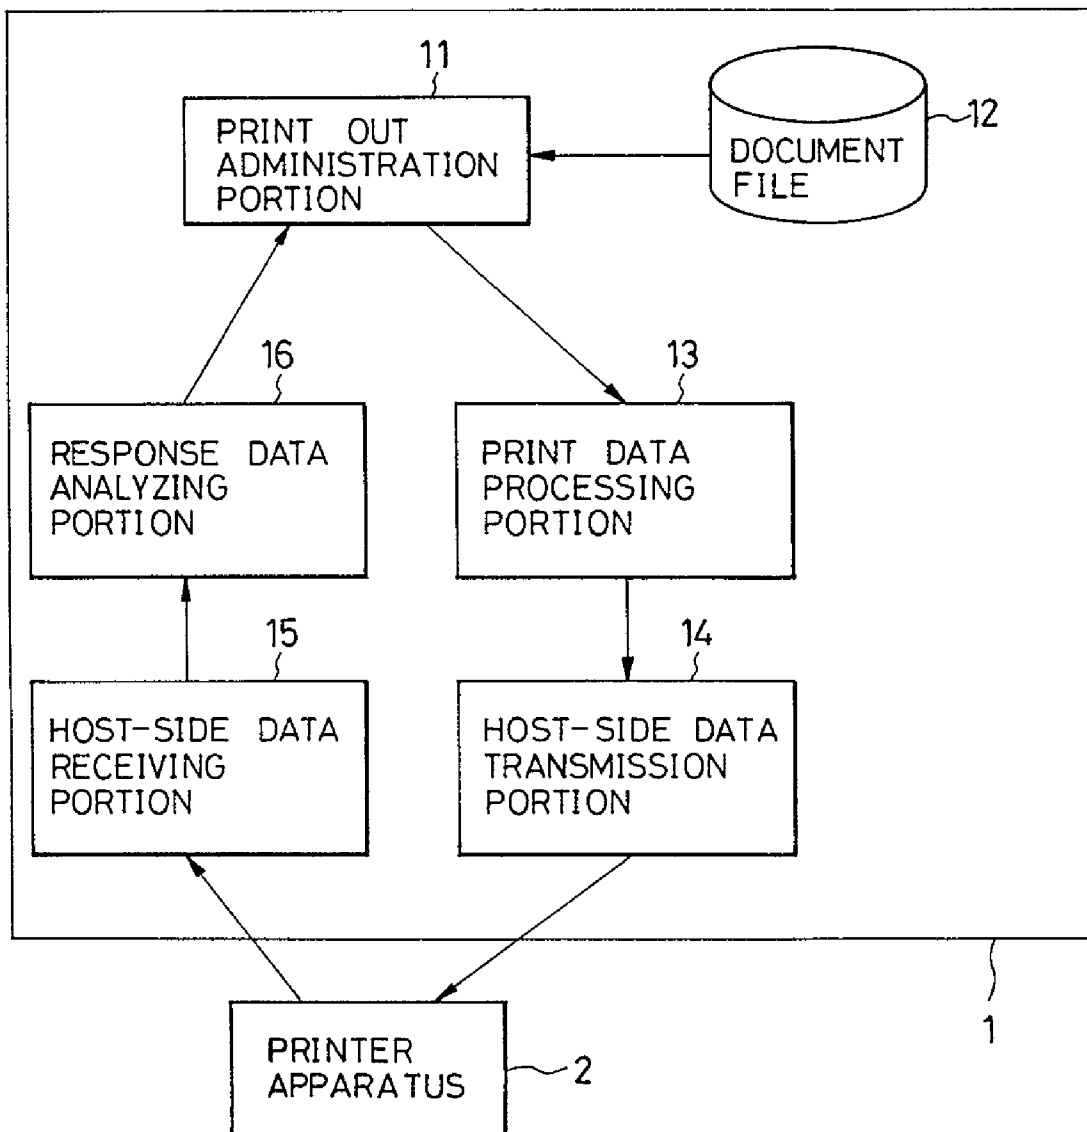 11
PRINT OUT
ADMINISTRATION
PORTION
12
DOCUMENT
FILE
16
RESPONSE DATA
ANALYZING
PORTION
13
PRINT DATA
PROCESSING
PORTION
15
HOST-SIDE DATA
RECEIVING
PORTION
14
HOST-SIDE DATA
TRANSMISSION
PORTION
1
PRINTER
APPARATUS
2